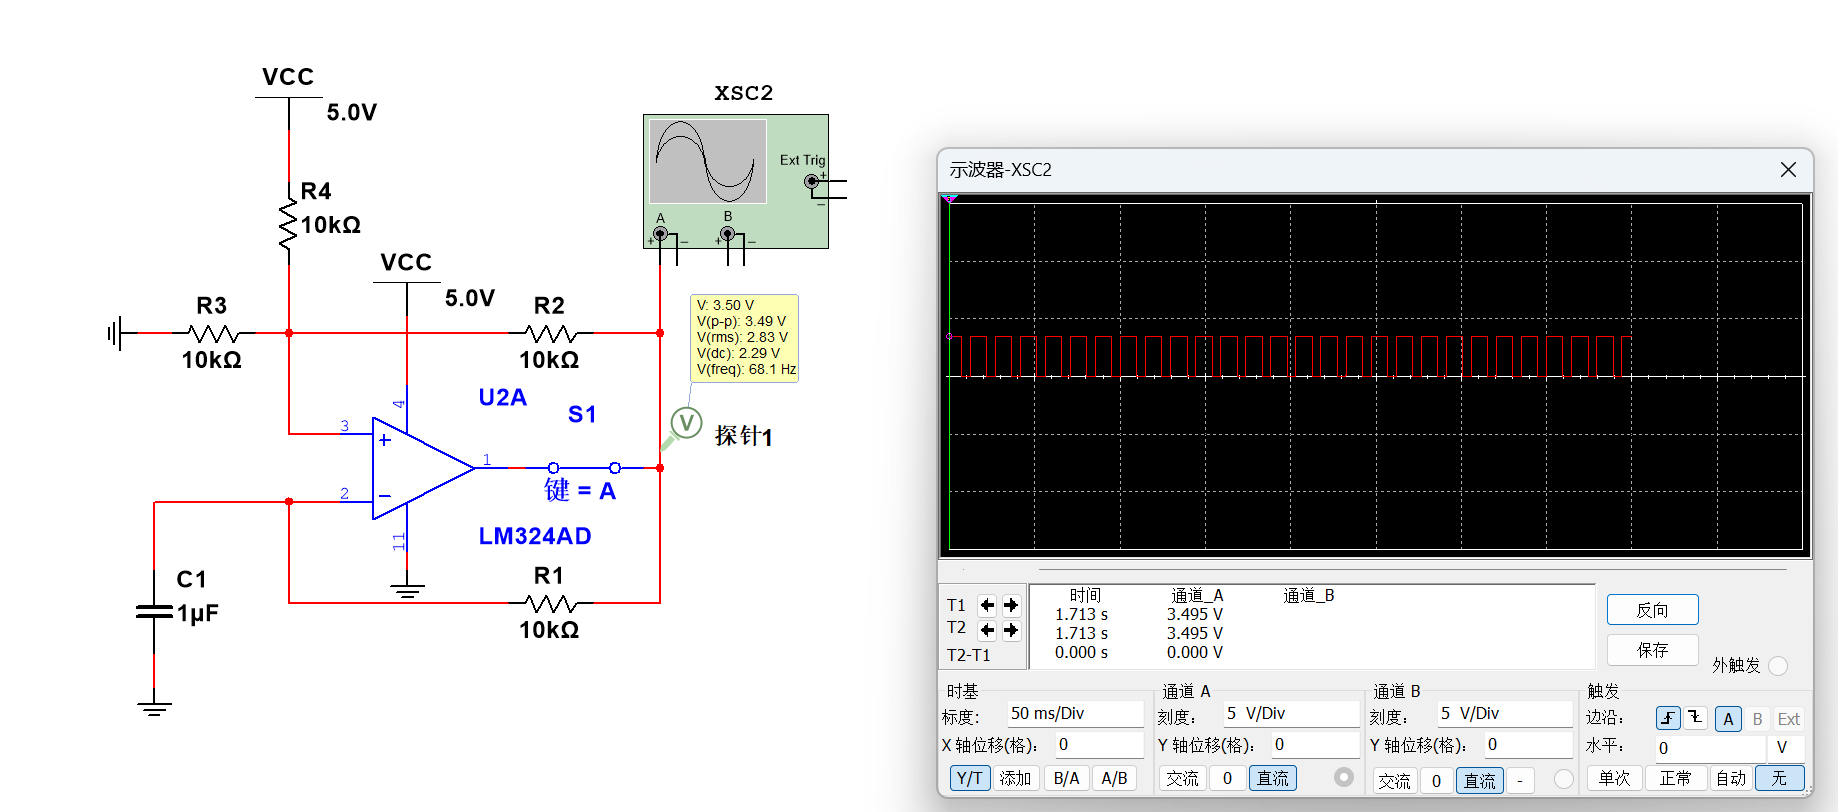 VCC
5.0V
R4
10kΩ
VCC
5.0V
R3
10kΩ
R2
10kΩ
XSC2
Ext Trig
+
−
A
B
+
−
+
−
V: 3.50 V
V(p-p): 3.49 V
V(rms): 2.83 V
V(dc): 2.29 V
V(freq): 68.1 Hz
V
探针1
U2A
S1
4
3
+
1
键 = A
2
−
11
LM324AD
C1
1µF
R1
10kΩ
示波器-XSC2
T1
T2
T2-T1
时间 通道_A 通道_B
1.713 s 3.495 V
1.713 s 3.495 V
0.000 s 0.000 V
反向
保存
外触发
时基
标度: 50 ms/Div
X 轴位移(格): 0
Y/T 添加 B/A A/B
通道 A
刻度: 5 V/Div
Y 轴位移(格): 0
交流 0 直流
通道 B
刻度: 5 V/Div
Y 轴位移(格): 0
交流 0 直流 -
触发
边沿: A B Ext
水平: 0 V
单次 正常 自动 无